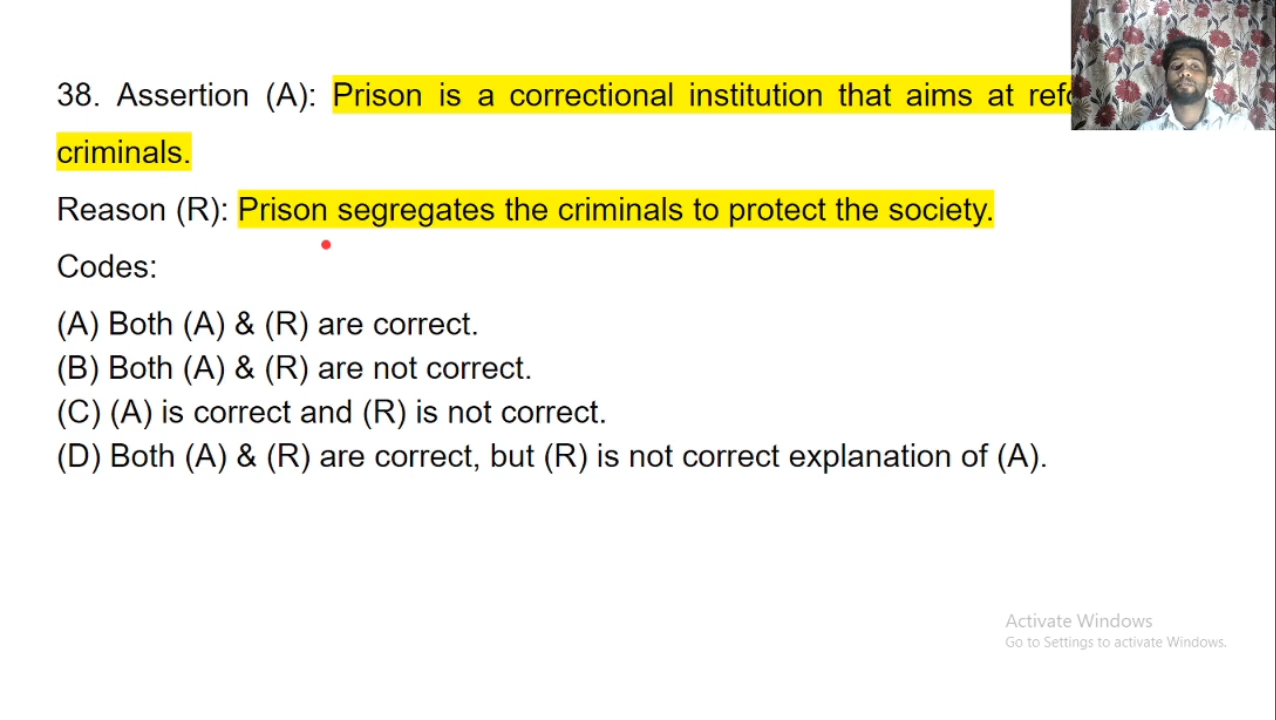 38. Assertion (A): Prison is a correctional institution that aims at
criminals.
Reason (R): Prison segregates the criminals to protect the society.
Codes:
(A) Both (A) & (R) are correct.
(B) Both (A) & (R) are not correct.
(C) (A) is correct and (R) is not correct.
(D) Both (A) & (R) are correct, but (R) is not correct explanation of (A).
Activate Windows
Go to Settings to activate Windows.